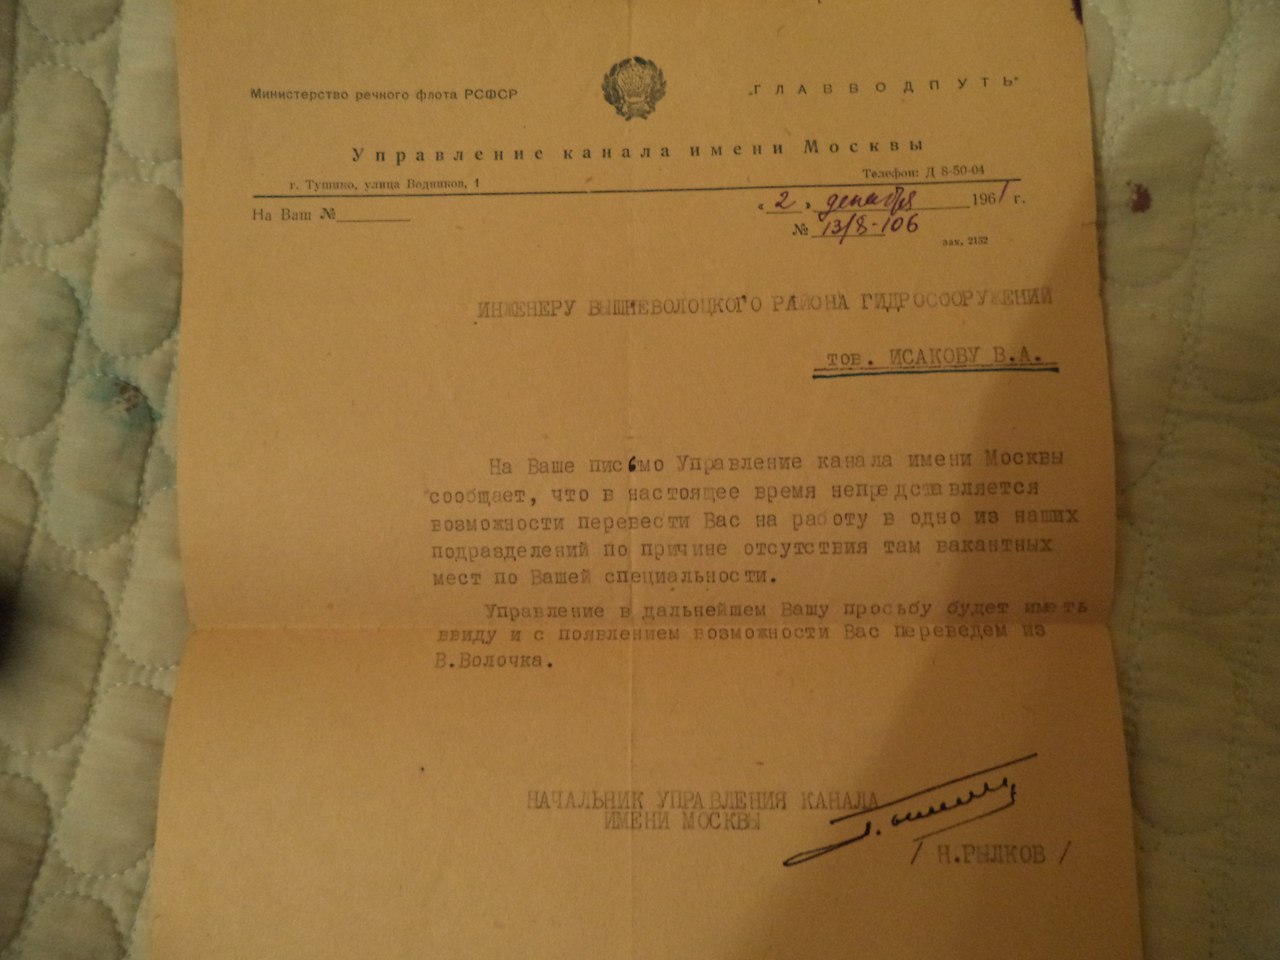 Министерство речного флота РСФСР
„ГЛАВВОДПУТЬ"
Управление канала имени Москвы
г. Тушино, улица Водников, 1
Телефон: Д 8-50-04
На Ваш №
„2" декабря 1961 г.
№ 13/8-106
зак. 2152
ИНЖЕНЕРУ ВЫШНЕВОЛОЦКОГО РАЙОНА ГИДРОСООРУЖЕНИЙ
тов. ИСАКОВУ В.А.
На Ваше письмо Управление канала имени Москвы
сообщает, что в настоящее время непредставляется
возможности перевести Вас на работу в одно из наших
подразделений по причине отсутствия там вакантных
мест по Вашей специальности.
Управление в дальнейшем Вашу просьбу будет иметь
ввиду и с появлением возможности Вас переведем из
В.Волочка.
НАЧАЛЬНИК УПРАВЛЕНИЯ КАНАЛА
ИМЕНИ МОСКВЫ
/ Н.РЫЛКОВ /